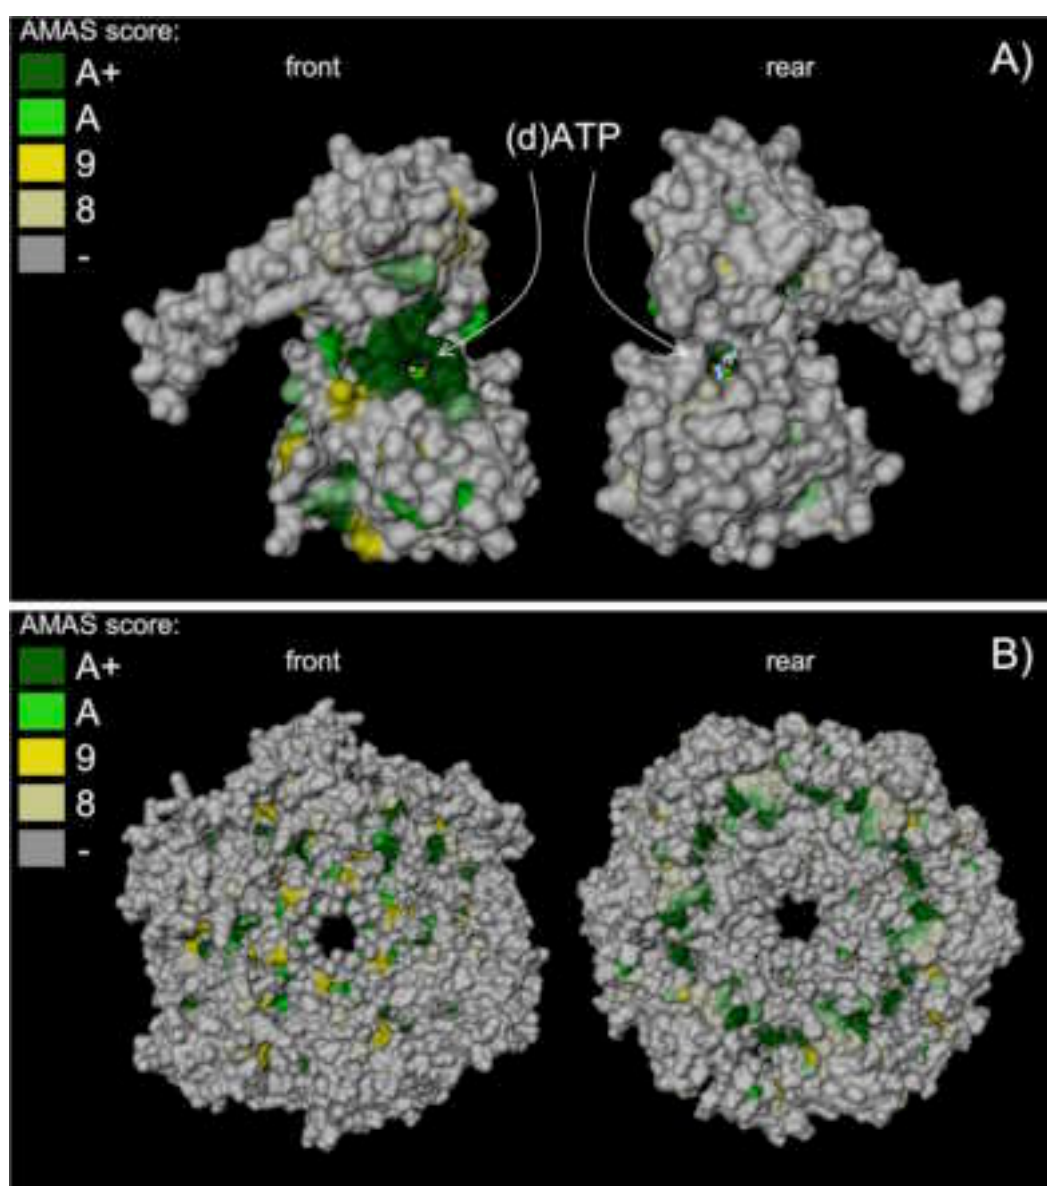 AMAS score:
A+
A
9
8
-
front
rear
A)
(d)ATP
AMAS score:
A+
A
9
8
-
front
rear
B)